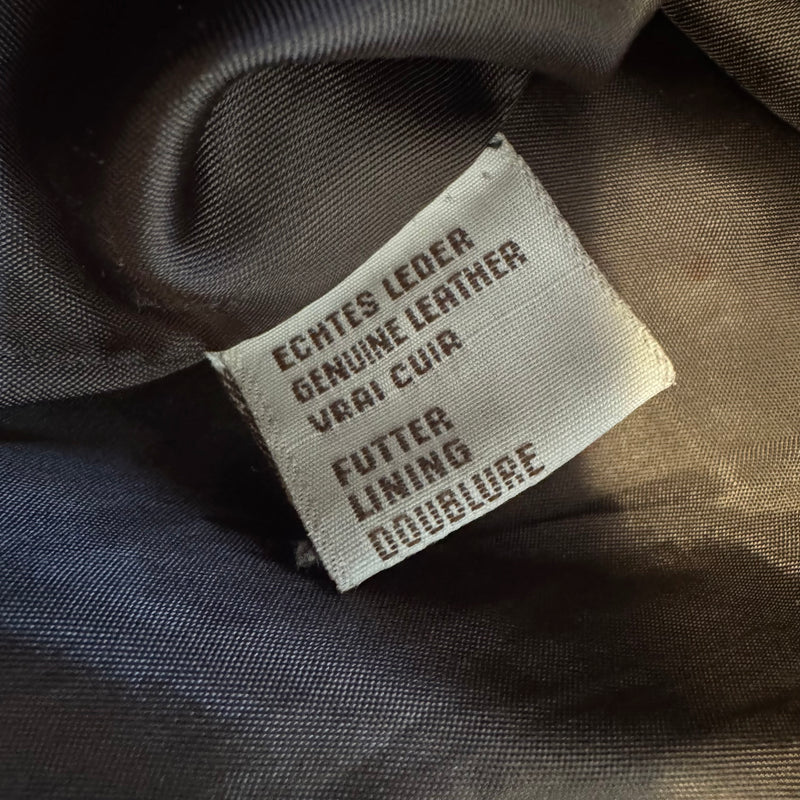 ECHTES LEDER
GENUINE LEATHER
VRAI CUIR
FUTTER
LINING
DOUBLURE